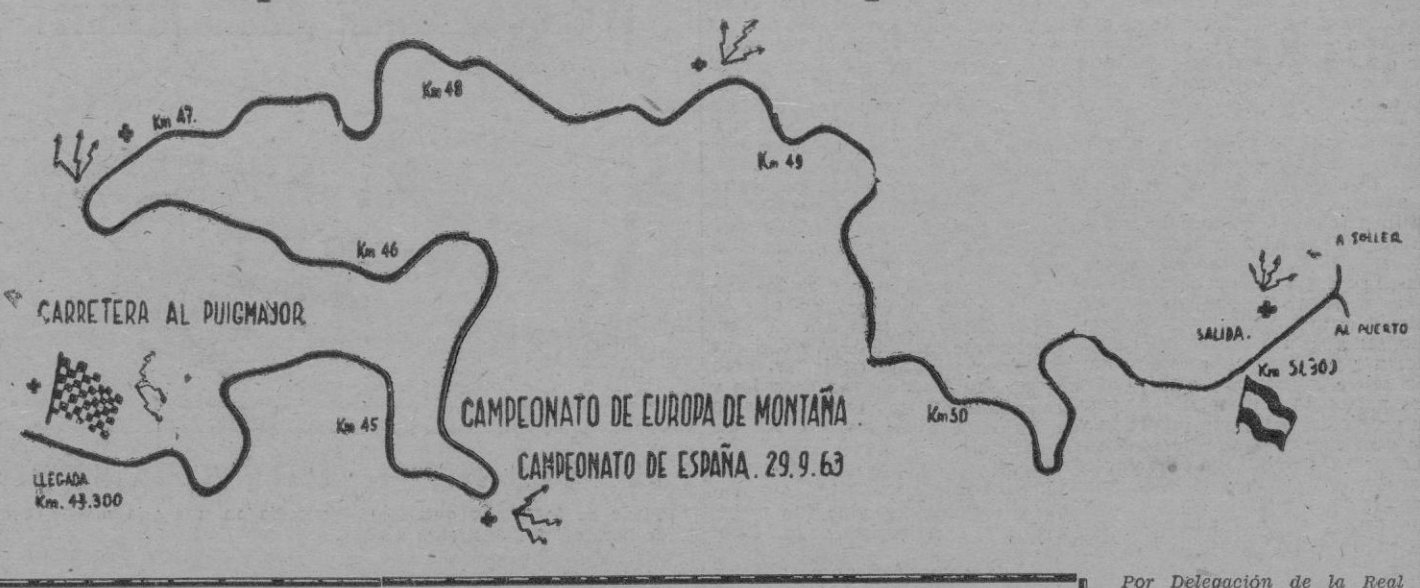 Km 48
Km 47.
Km 49
A SOLLER
Km 46
CARRETERA AL PUIGMAYOR
SALIDA.
AL PUERTO
Km 51,300
CAMPEONATO DE EUROPA DE MONTAÑA.
Km 50
Km 45
CAMPEONATO DE ESPAÑA. 29.9.63
LLEGADA
Km. 43.300
Por Delegación de la Real